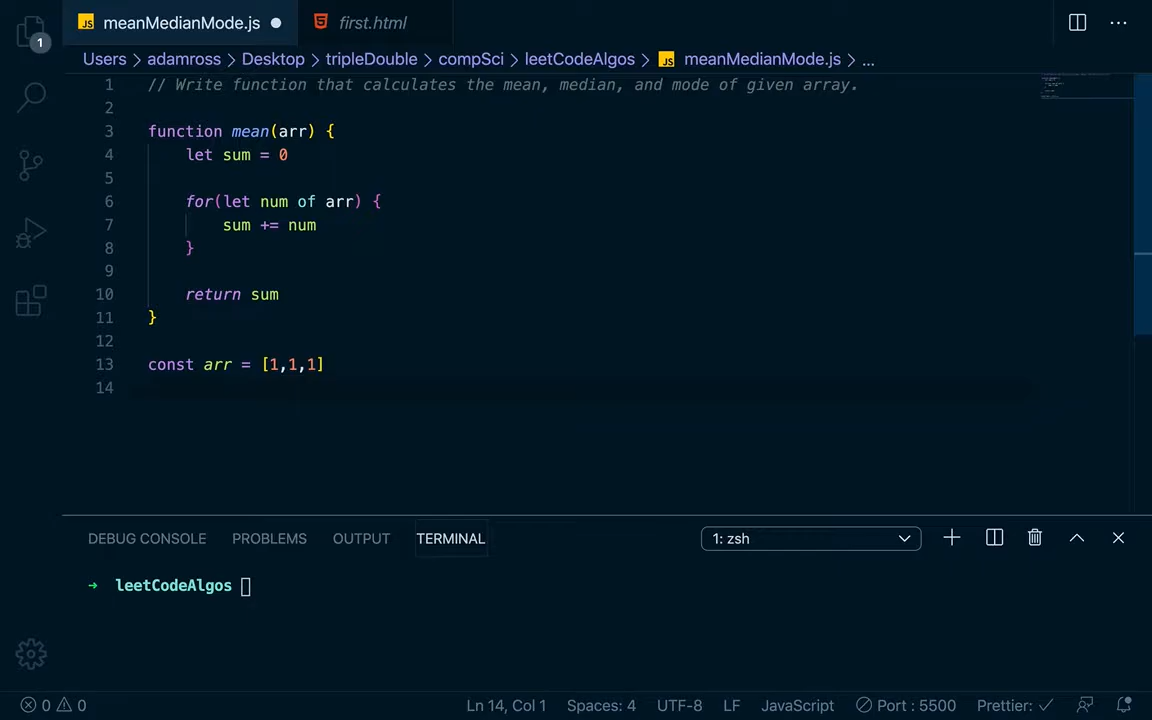 1
JS meanMedianMode.js ● first.html ...
Users > adamross > Desktop > tripleDouble > compSci > leetCodeAlgos > JS meanMedianMode.js > ...
1 // Write function that calculates the mean, median, and mode of given array.
2
3 function mean(arr) {
4 let sum = 0
5
6 for(let num of arr) {
7 sum += num
8 }
9
10 return sum
11 }
12
13 const arr = [1,1,1]
14
DEBUG CONSOLE PROBLEMS OUTPUT TERMINAL 1: zsh
→ leetCodeAlgos
0 0 Ln 14, Col 1 Spaces: 4 UTF-8 LF JavaScript Port : 5500 Prettier: ✓